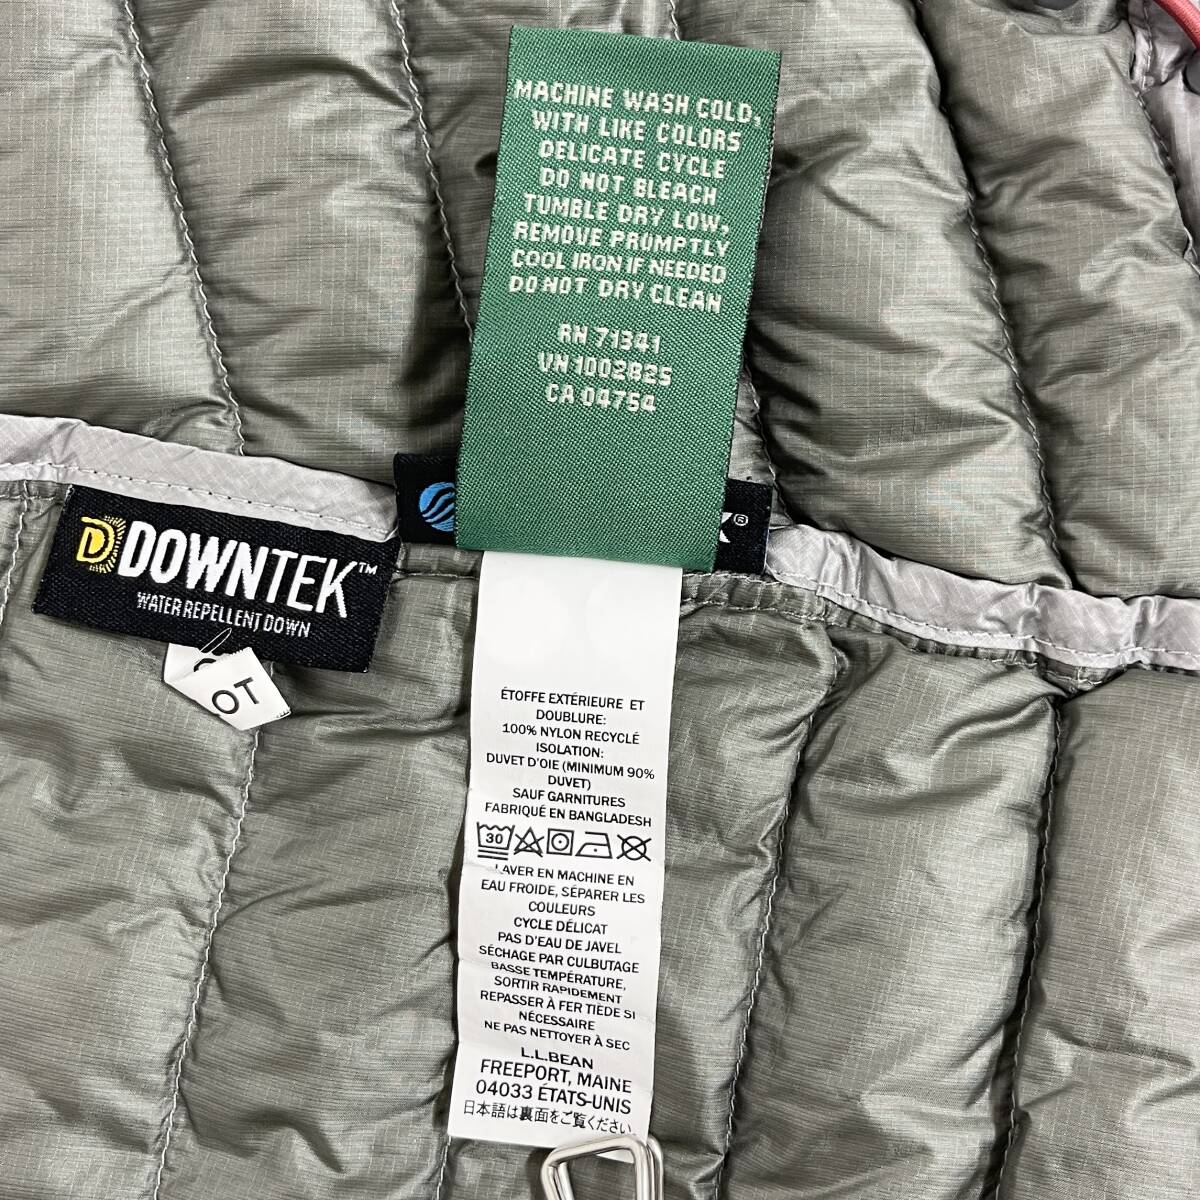 MACHINE WASH COLD,
WITH LIKE COLORS
DELICATE CYCLE
DO NOT BLEACH
TUMBLE DRY LOW,
REMOVE PROMPTLY
COOL IRON IF NEEDED
DO NOT DRY CLEAN
RN 71341
VN 1002825
CA 04754
K®
D DOWNTEK™
WATER REPELLENT DOWN
OT
ÉTOFFE EXTÉRIEURE ET
DOUBLURE:
100% NYLON RECYCLÉ
ISOLATION:
DUVET D'OIE (MINIMUM 90%
DUVET)
SAUF GARNITURES
FABRIQUÉ EN BANGLADESH
30
LAVER EN MACHINE EN
EAU FROIDE, SÉPARER LES
COULEURS
CYCLE DÉLICAT
PAS D'EAU DE JAVEL
SÉCHAGE PAR CULBUTAGE
BASSE TEMPÉRATURE,
SORTIR RAPIDEMENT
REPASSER À FER TIÈDE SI
NÉCESSAIRE
NE PAS NETTOYER À SEC
L.L.BEAN
FREEPORT, MAINE
04033 ÉTATS-UNIS
日本語は裏面をご覧ください。